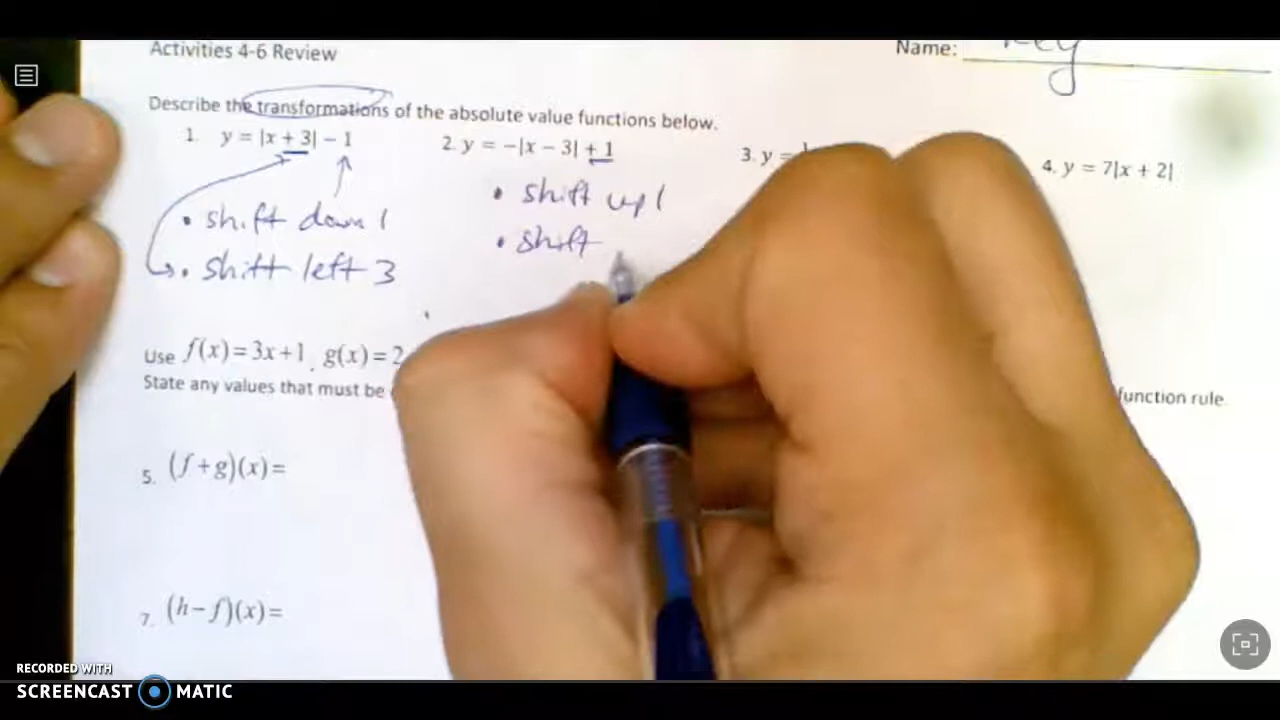 Activities 4-6 Review
Name: Key
Describe the transformations of the absolute value functions below.
1. y = |x + 3| − 1
2. y = −|x − 3| + 1
3. y =
4. y = 7|x + 2|
• shift down 1
• shift left 3
• shift up 1
• shift
Use f(x)=3x+1, g(x)=2
State any values that must be
function rule.
5. (f+g)(x)=
7. (h−f)(x)=
RECORDED WITH
SCREENCAST MATIC